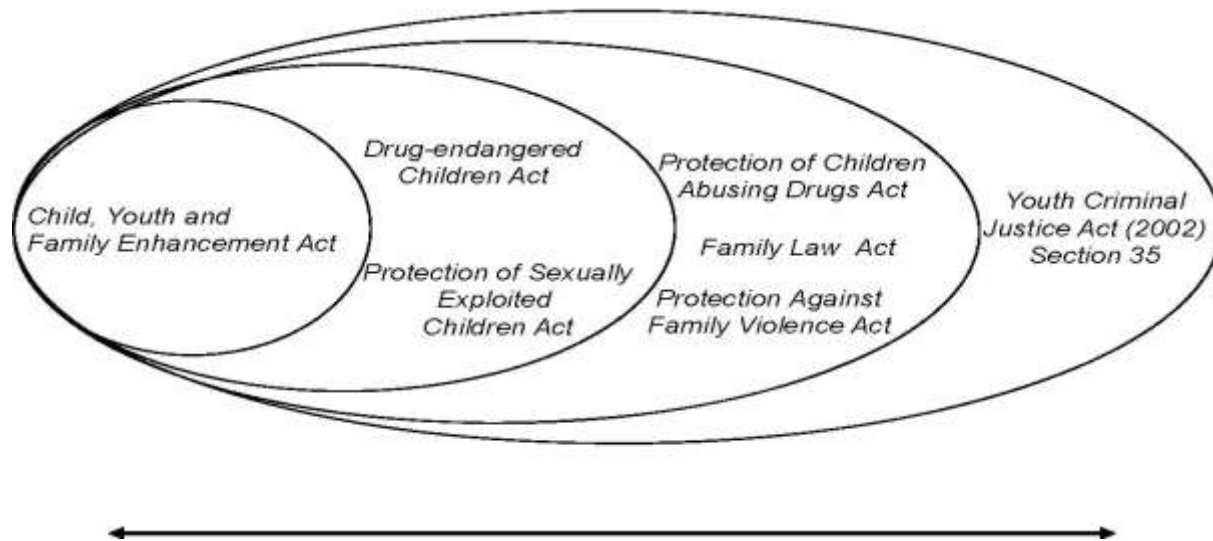 Child, Youth and
Family Enhancement Act
Drug-endangered
Children Act
Protection of Sexually
Exploited
Children Act
Protection of Children
Abusing Drugs Act
Family Law Act
Protection Against
Family Violence Act
Youth Criminal
Justice Act (2002)
Section 35